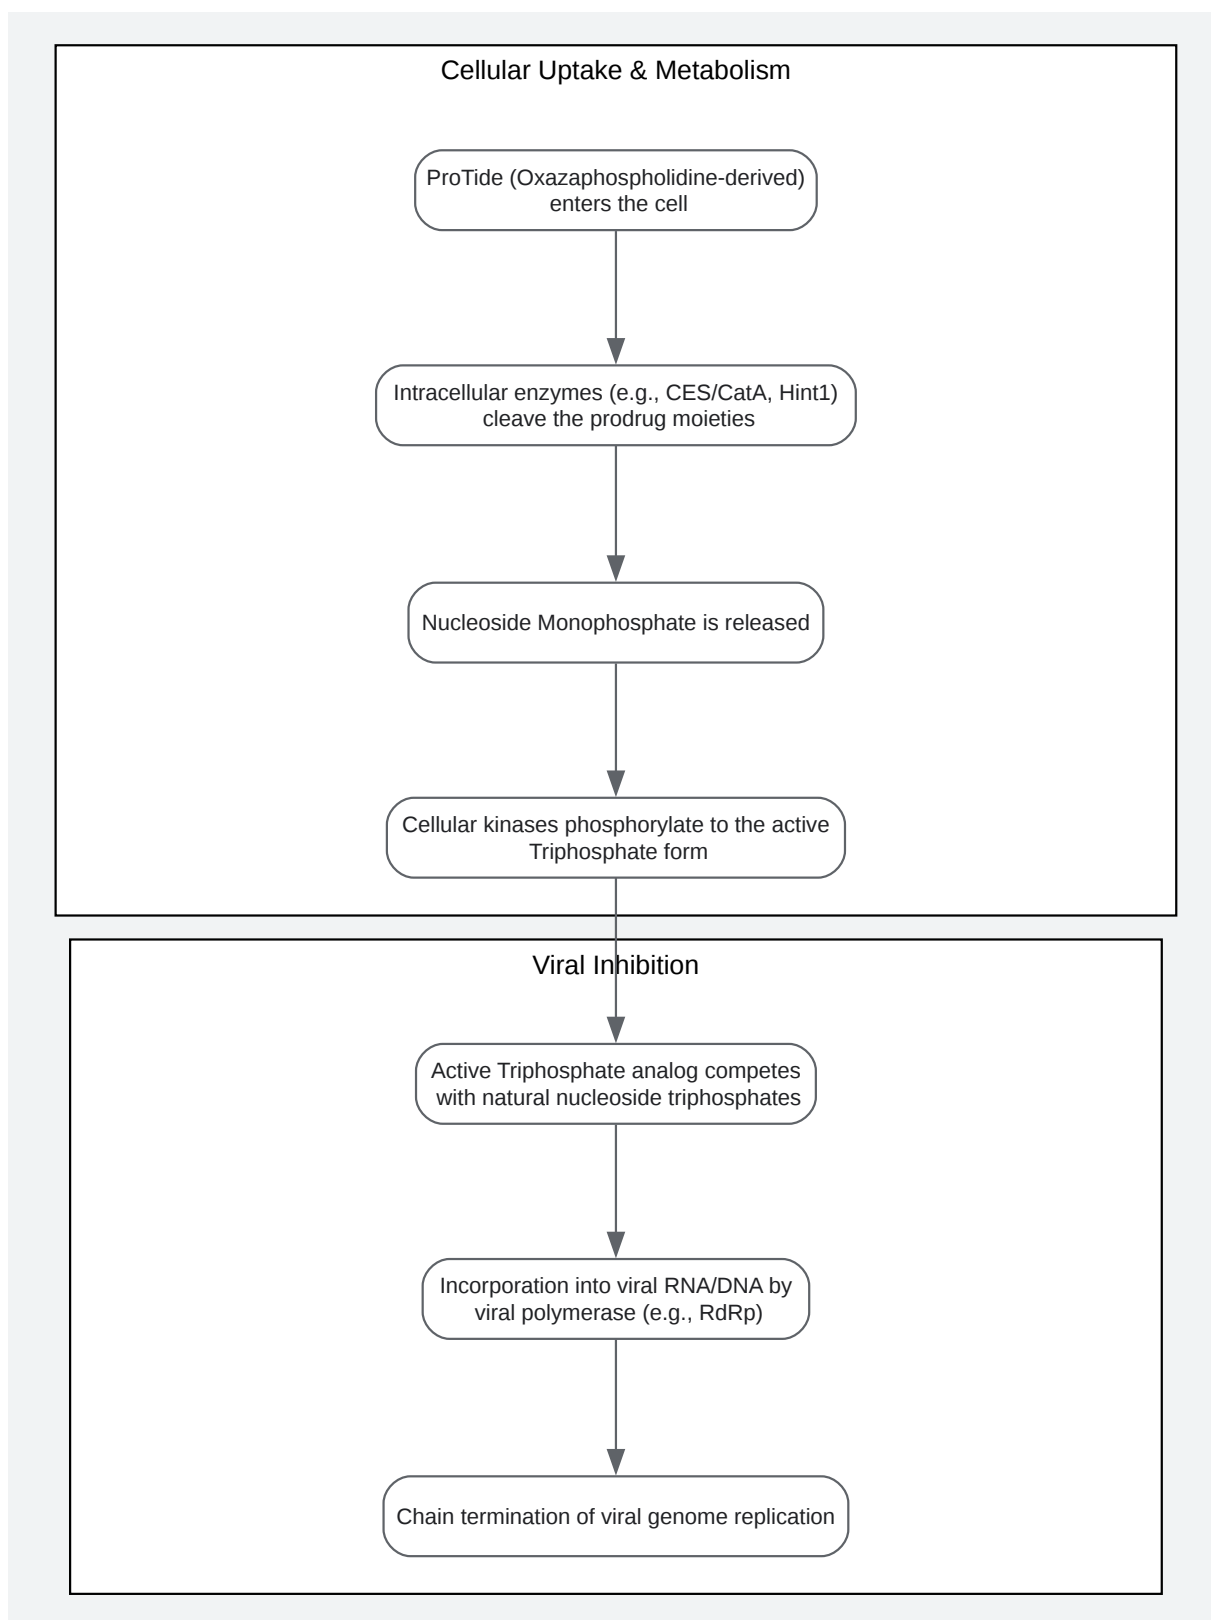 Cellular Uptake & Metabolism
ProTide (Oxazaphospholidine-derived)
enters the cell
Intracellular enzymes (e.g., CES/CatA, Hint1)
cleave the prodrug moieties
Nucleoside Monophosphate is released
Cellular kinases phosphorylate to the active
Triphosphate form
Viral Inhibition
Active Triphosphate analog competes
with natural nucleoside triphosphates
Incorporation into viral RNA/DNA by
viral polymerase (e.g., RdRp)
Chain termination of viral genome replication